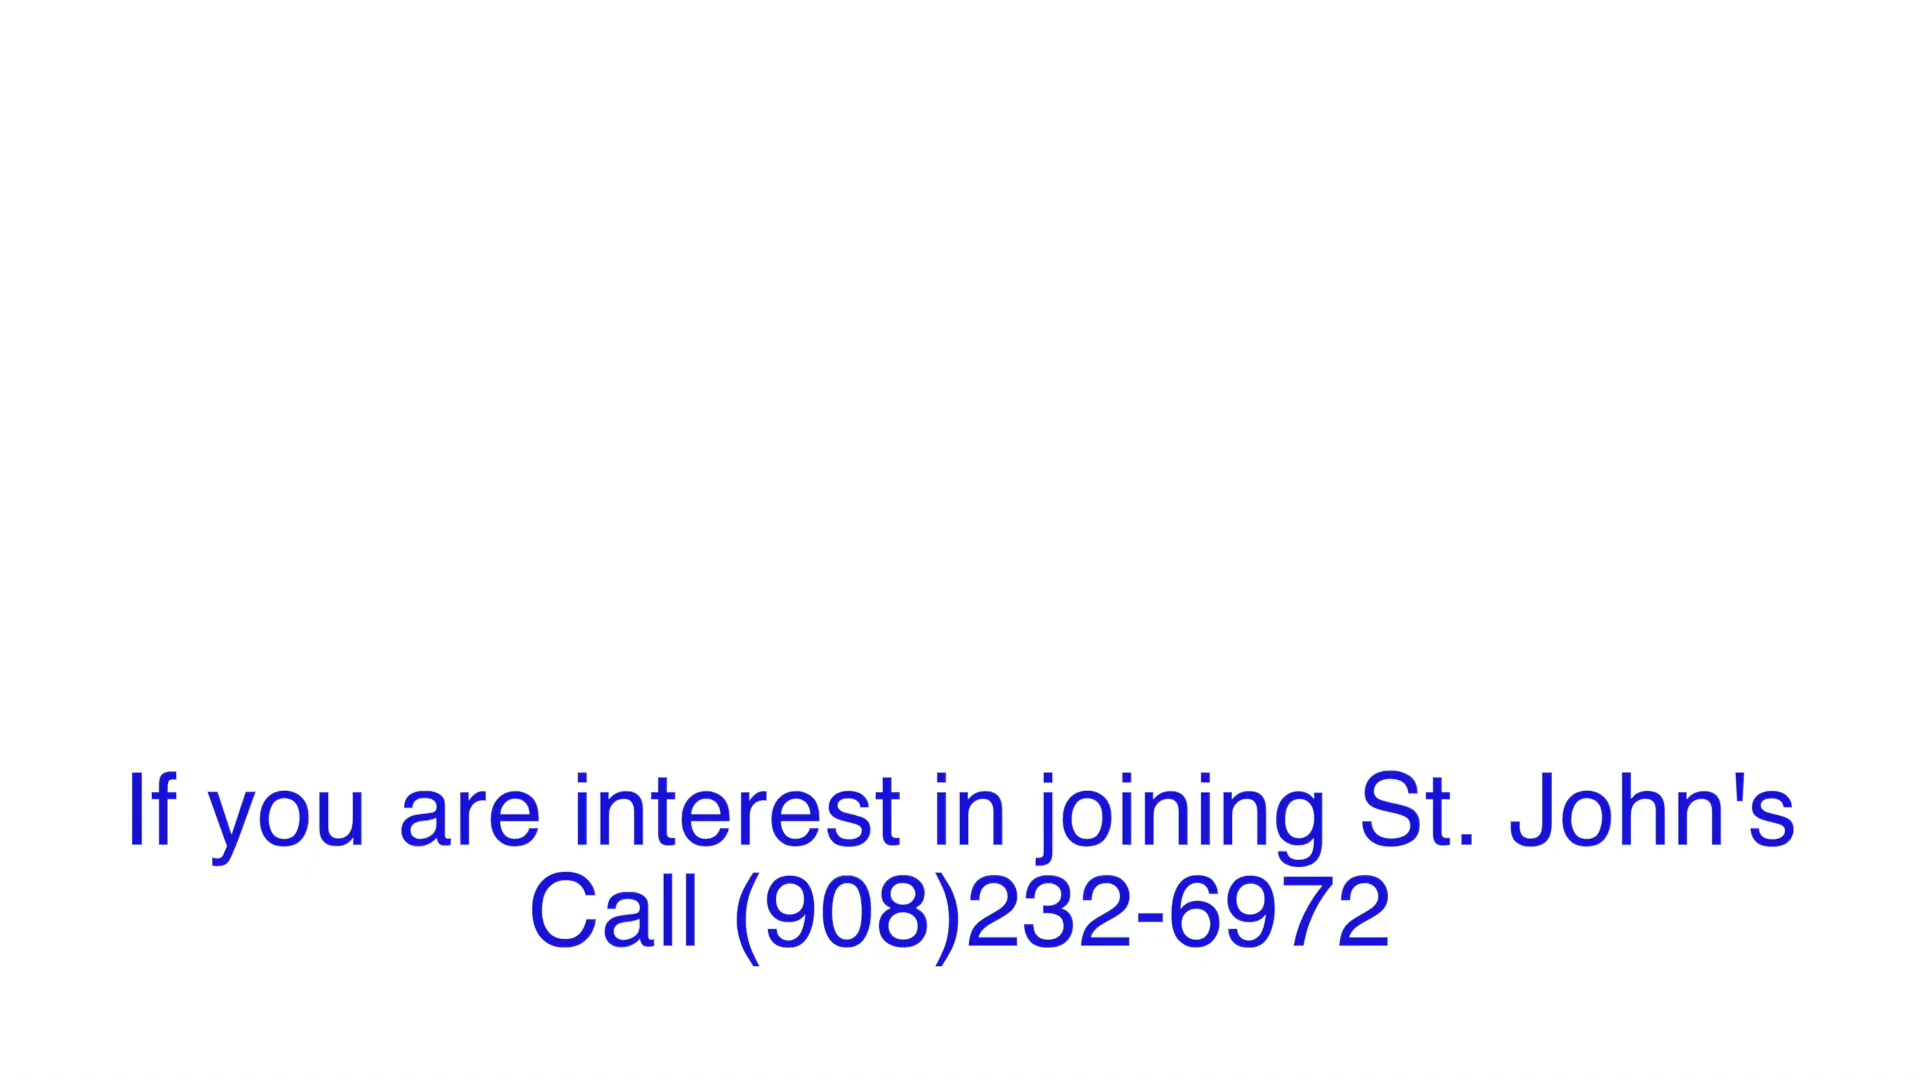 If you are interest in joining St. John's
Call (908)232-6972